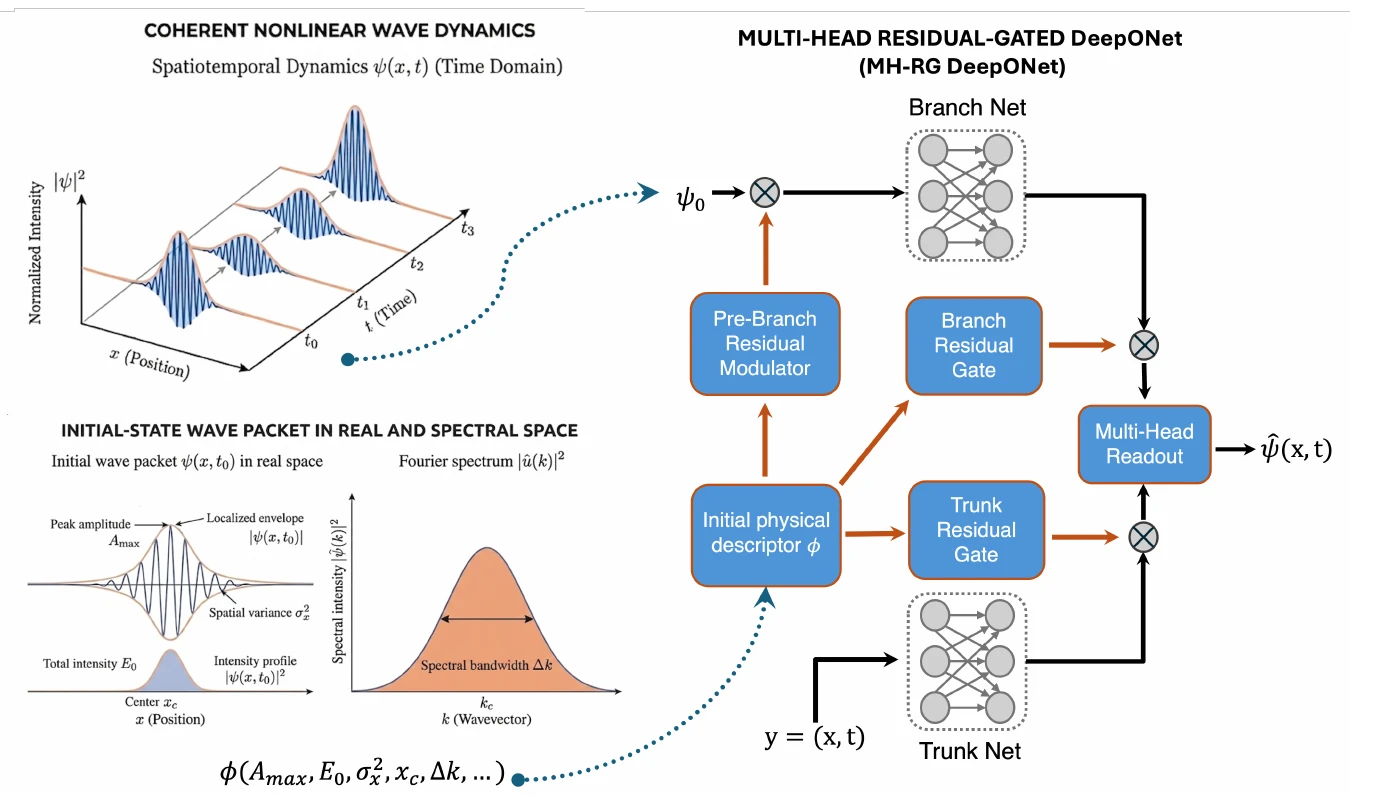 COHERENT NONLINEAR WAVE DYNAMICS
Spatiotemporal Dynamics ψ(x, t) (Time Domain)
|ψ|²
Normalized Intensity
x (Position)
t (Time)
t₀
t₁
t₂
t₃
INITIAL-STATE WAVE PACKET IN REAL AND SPECTRAL SPACE
Initial wave packet ψ(x, t₀) in real space
Peak amplitude
A_max
Localized envelope
|ψ(x, t₀)|
Spatial variance σₓ²
Total intensity E₀
Intensity profile
|ψ(x, t₀)|²
Center x_c
x (Position)
Fourier spectrum |û(k)|²
Spectral intensity |ψ̂(k)|²
Spectral bandwidth Δk
k_c
k (Wavevector)
ϕ(A_max, E₀, σₓ², x_c, Δk, …)
MULTI-HEAD RESIDUAL-GATED DeepONet
(MH-RG DeepONet)
Branch Net
ψ₀
Pre-Branch
Residual
Modulator
Branch
Residual
Gate
Multi-Head
Readout
ψ̂(x, t)
Initial physical
descriptor ϕ
Trunk
Residual
Gate
y = (x, t)
Trunk Net